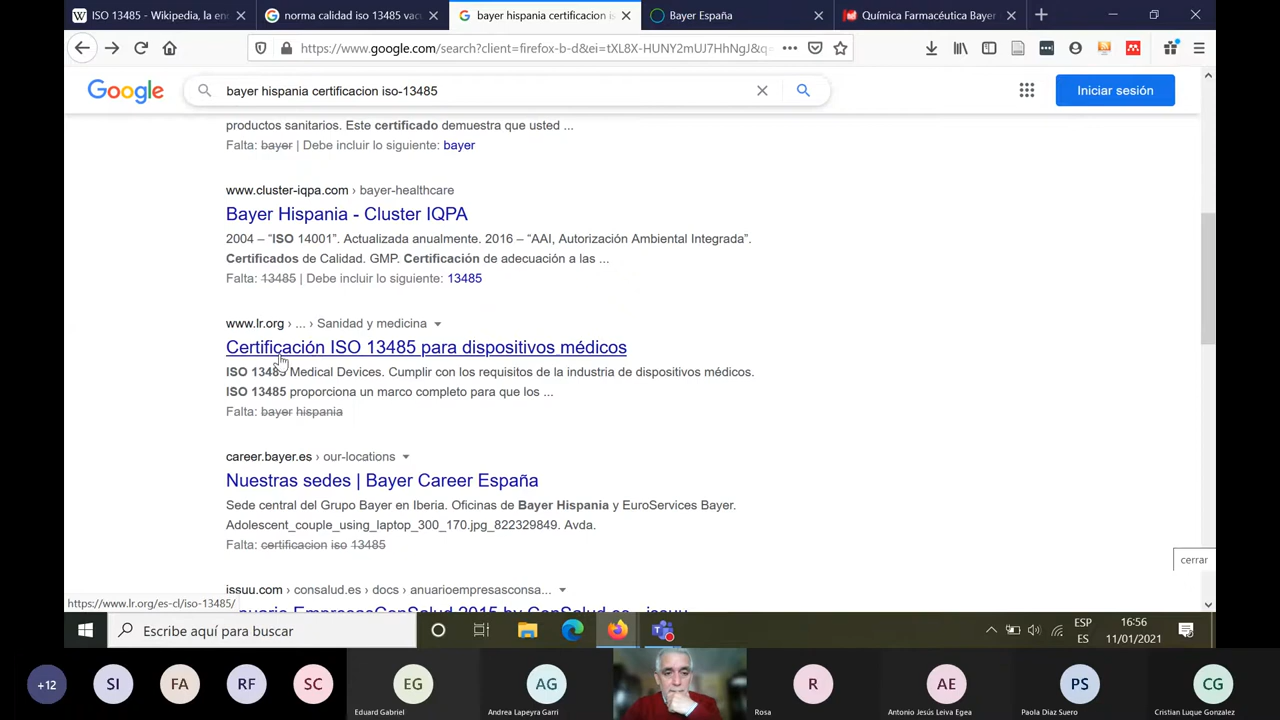 ISO 13485 - Wikipedia, la en
norma calidad iso 13485 vac
bayer hispania certificacion is
Bayer España
Química Farmacéutica Bayer
https://www.google.com/search?client=firefox-b-d&ei=tXL8X-HUNY2mUJ7HhNgJ&q=
Google
bayer hispania certificacion iso-13485
Iniciar sesión
productos sanitarios. Este certificado demuestra que usted ...
Falta: bayer | Debe incluir lo siguiente: bayer
www.cluster-iqpa.com › bayer-healthcare
Bayer Hispania - Cluster IQPA
2004 – “ISO 14001”. Actualizada anualmente. 2016 – “AAI, Autorización Ambiental Integrada”.
Certificados de Calidad. GMP. Certificación de adecuación a las ...
Falta: 13485 | Debe incluir lo siguiente: 13485
www.lr.org › ... › Sanidad y medicina
Certificación ISO 13485 para dispositivos médicos
ISO 13485 Medical Devices. Cumplir con los requisitos de la industria de dispositivos médicos.
ISO 13485 proporciona un marco completo para que los ...
Falta: bayer hispania
career.bayer.es › our-locations
Nuestras sedes | Bayer Career España
Sede central del Grupo Bayer en Iberia. Oficinas de Bayer Hispania y EuroServices Bayer.
Adolescent_couple_using_laptop_300_170.jpg_822329849. Avda.
Falta: certificacion iso 13485
cerrar
issuu.com › consalud.es › docs › anuarioempresasconsa...
Anuario EmpresasConSalud 2015 by ConSalud.es - issuu
https://www.lr.org/es-cl/iso-13485/
Escribe aquí para buscar
ESP
ES
16:56
11/01/2021
+12
SI
FA
RF
SC
EG
AG
R
AE
PS
CG
Eduard Gabriel
Andrea Lapeyra Garri
Rosa
Antonio Jesús Leiva Egea
Paola Diaz Suero
Cristian Luque Gonzalez